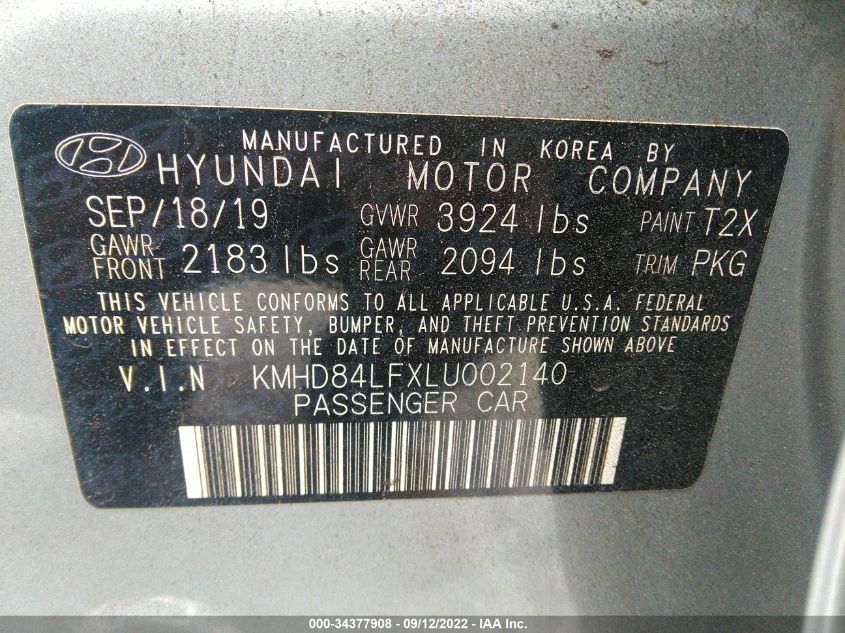 MANUFACTURED IN KOREA BY
HYUNDAI MOTOR COMPANY
SEP/18/19 GVWR 3924 lbs PAINT T2X
GAWR FRONT 2183 lbs GAWR REAR 2094 lbs TRIM PKG
THIS VEHICLE CONFORMS TO ALL APPLICABLE U.S.A. FEDERAL
MOTOR VEHICLE SAFETY, BUMPER, AND THEFT PREVENTION STANDARDS
IN EFFECT ON THE DATE OF MANUFACTURE SHOWN ABOVE
V.I.N KMHD84LFXLU002140
PASSENGER CAR
000-34377908 - 09/12/2022 - IAA Inc.